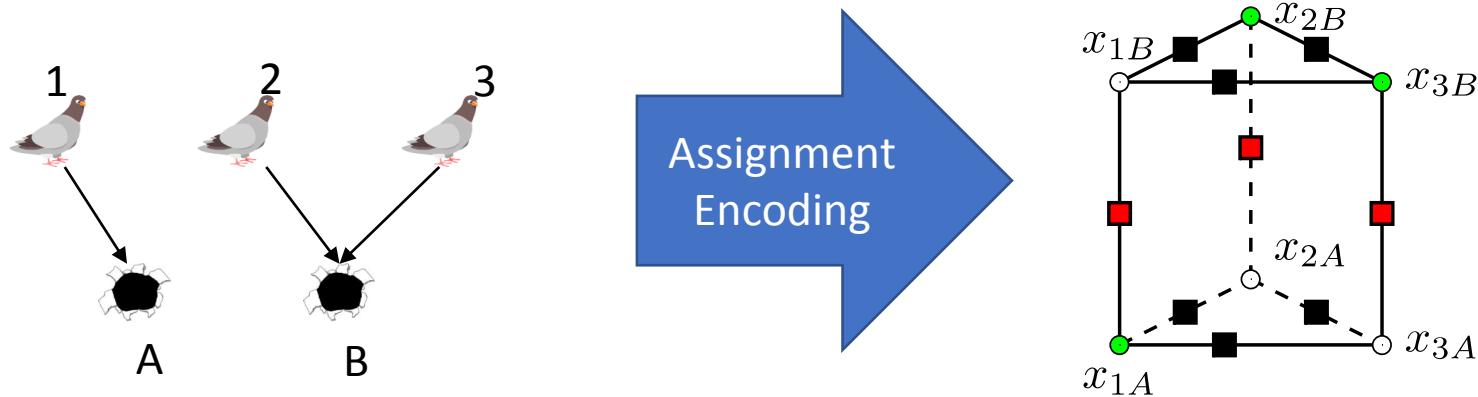 1
2
3
A
B
Assignment
Encoding
x_{2B}
x_{1B}
x_{3B}
x_{2A}
x_{3A}
x_{1A}